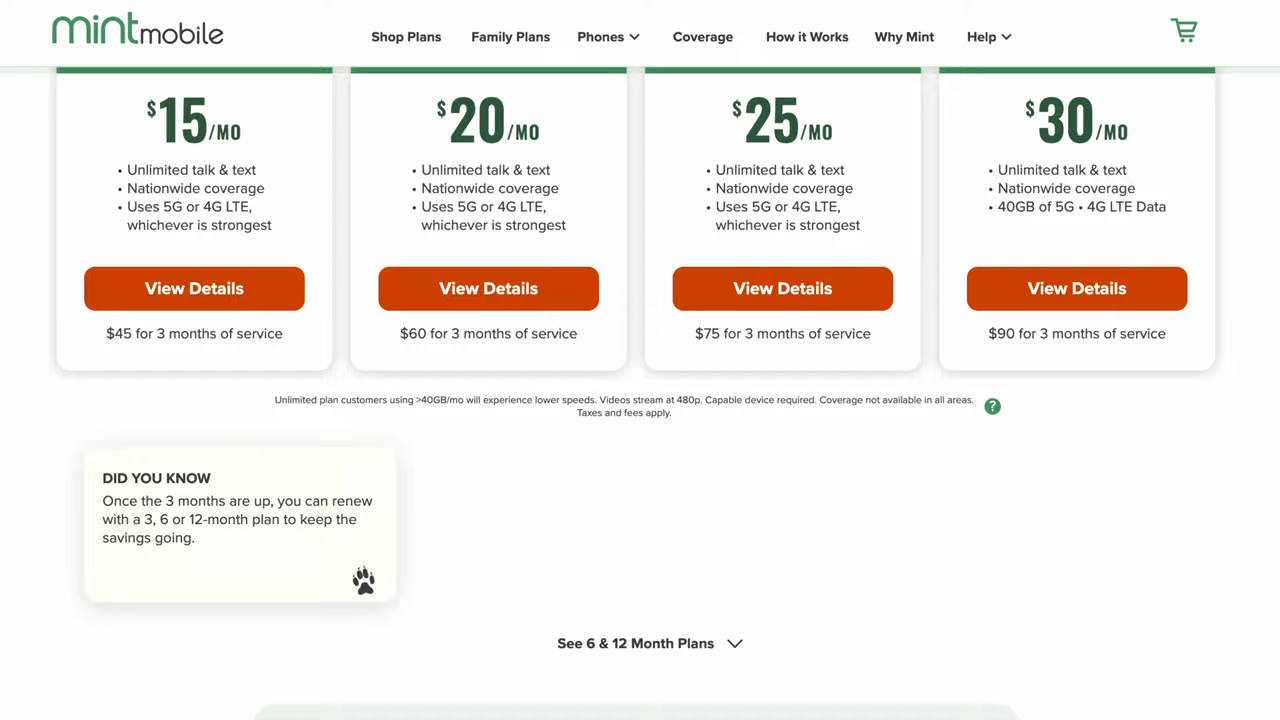 mintmobile
Shop Plans Family Plans Phones Coverage How it Works Why Mint Help
$15/MO
• Unlimited talk & text
• Nationwide coverage
• Uses 5G or 4G LTE,
whichever is strongest
View Details
$45 for 3 months of service
$20/MO
• Unlimited talk & text
• Nationwide coverage
• Uses 5G or 4G LTE,
whichever is strongest
View Details
$60 for 3 months of service
$25/MO
• Unlimited talk & text
• Nationwide coverage
• Uses 5G or 4G LTE,
whichever is strongest
View Details
$75 for 3 months of service
$30/MO
• Unlimited talk & text
• Nationwide coverage
• 40GB of 5G • 4G LTE Data
View Details
$90 for 3 months of service
Unlimited plan customers using >40GB/mo will experience lower speeds. Videos stream at 480p. Capable device required. Coverage not available in all areas.
Taxes and fees apply.
?
DID YOU KNOW
Once the 3 months are up, you can renew
with a 3, 6 or 12-month plan to keep the
savings going.
See 6 & 12 Month Plans